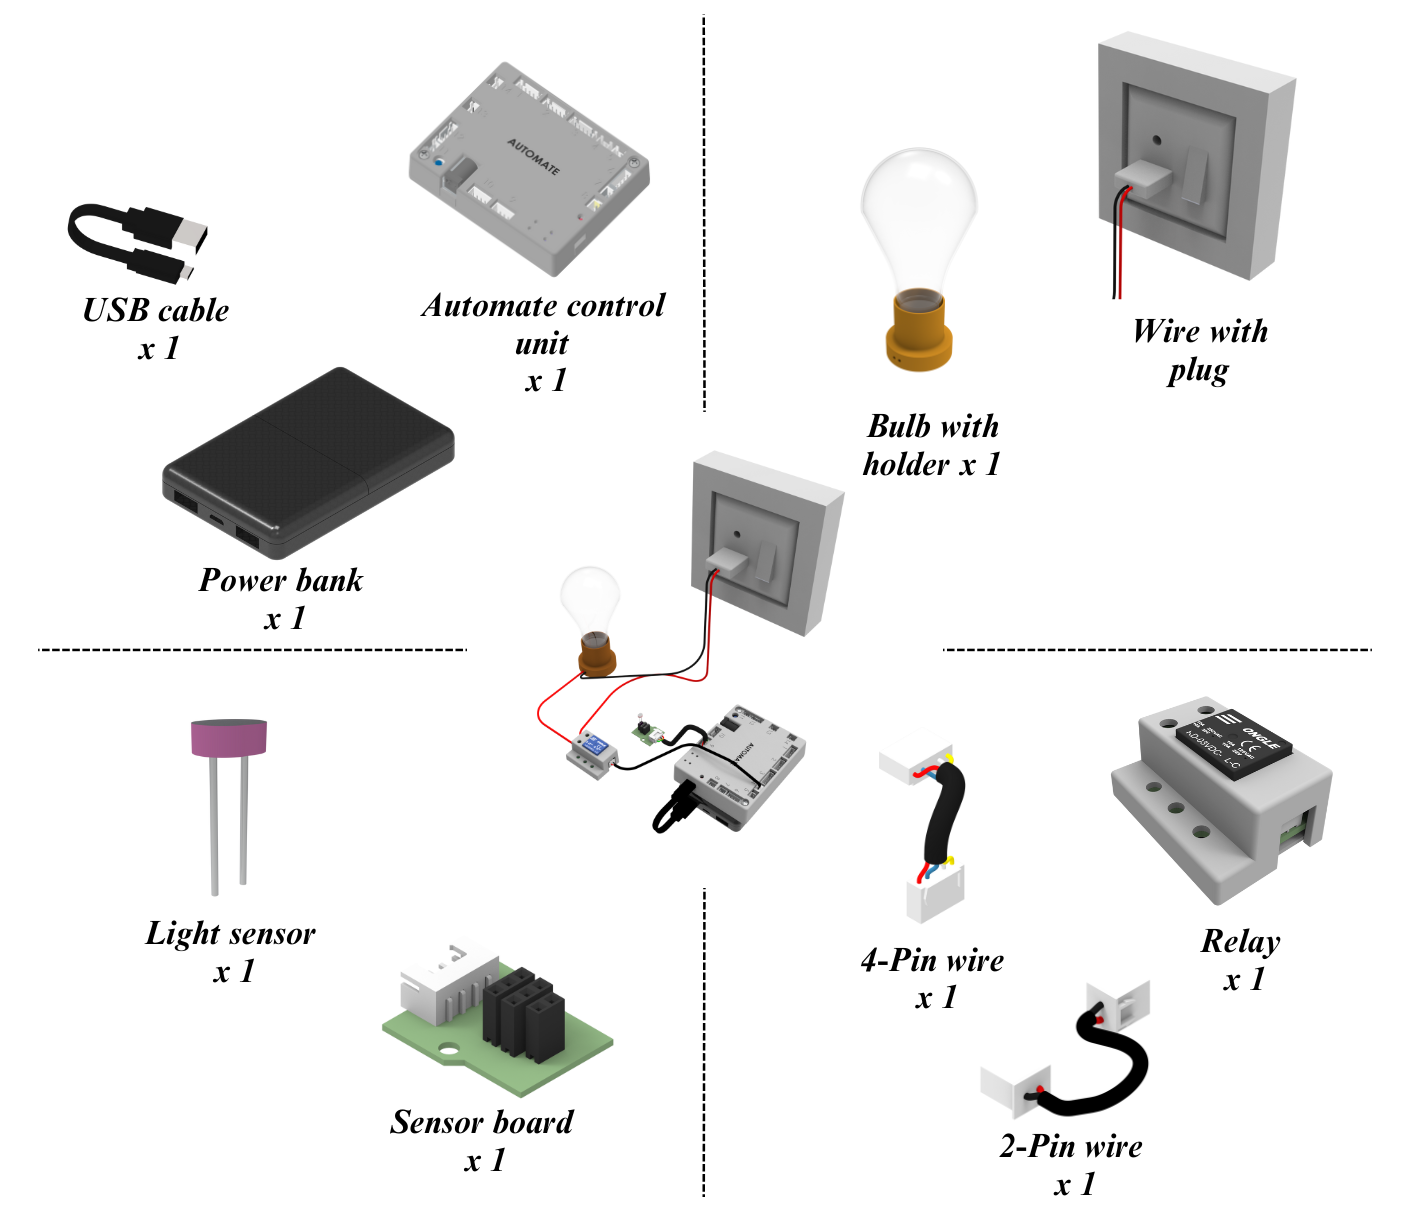 AUTOMATE
USB cable
x 1
Automate control
unit
x 1
Power bank
x 1
Bulb with
holder x 1
Wire with
plug
Light sensor
x 1
Sensor board
x 1
4-Pin wire
x 1
ONGLE
Relay
x 1
2-Pin wire
x 1